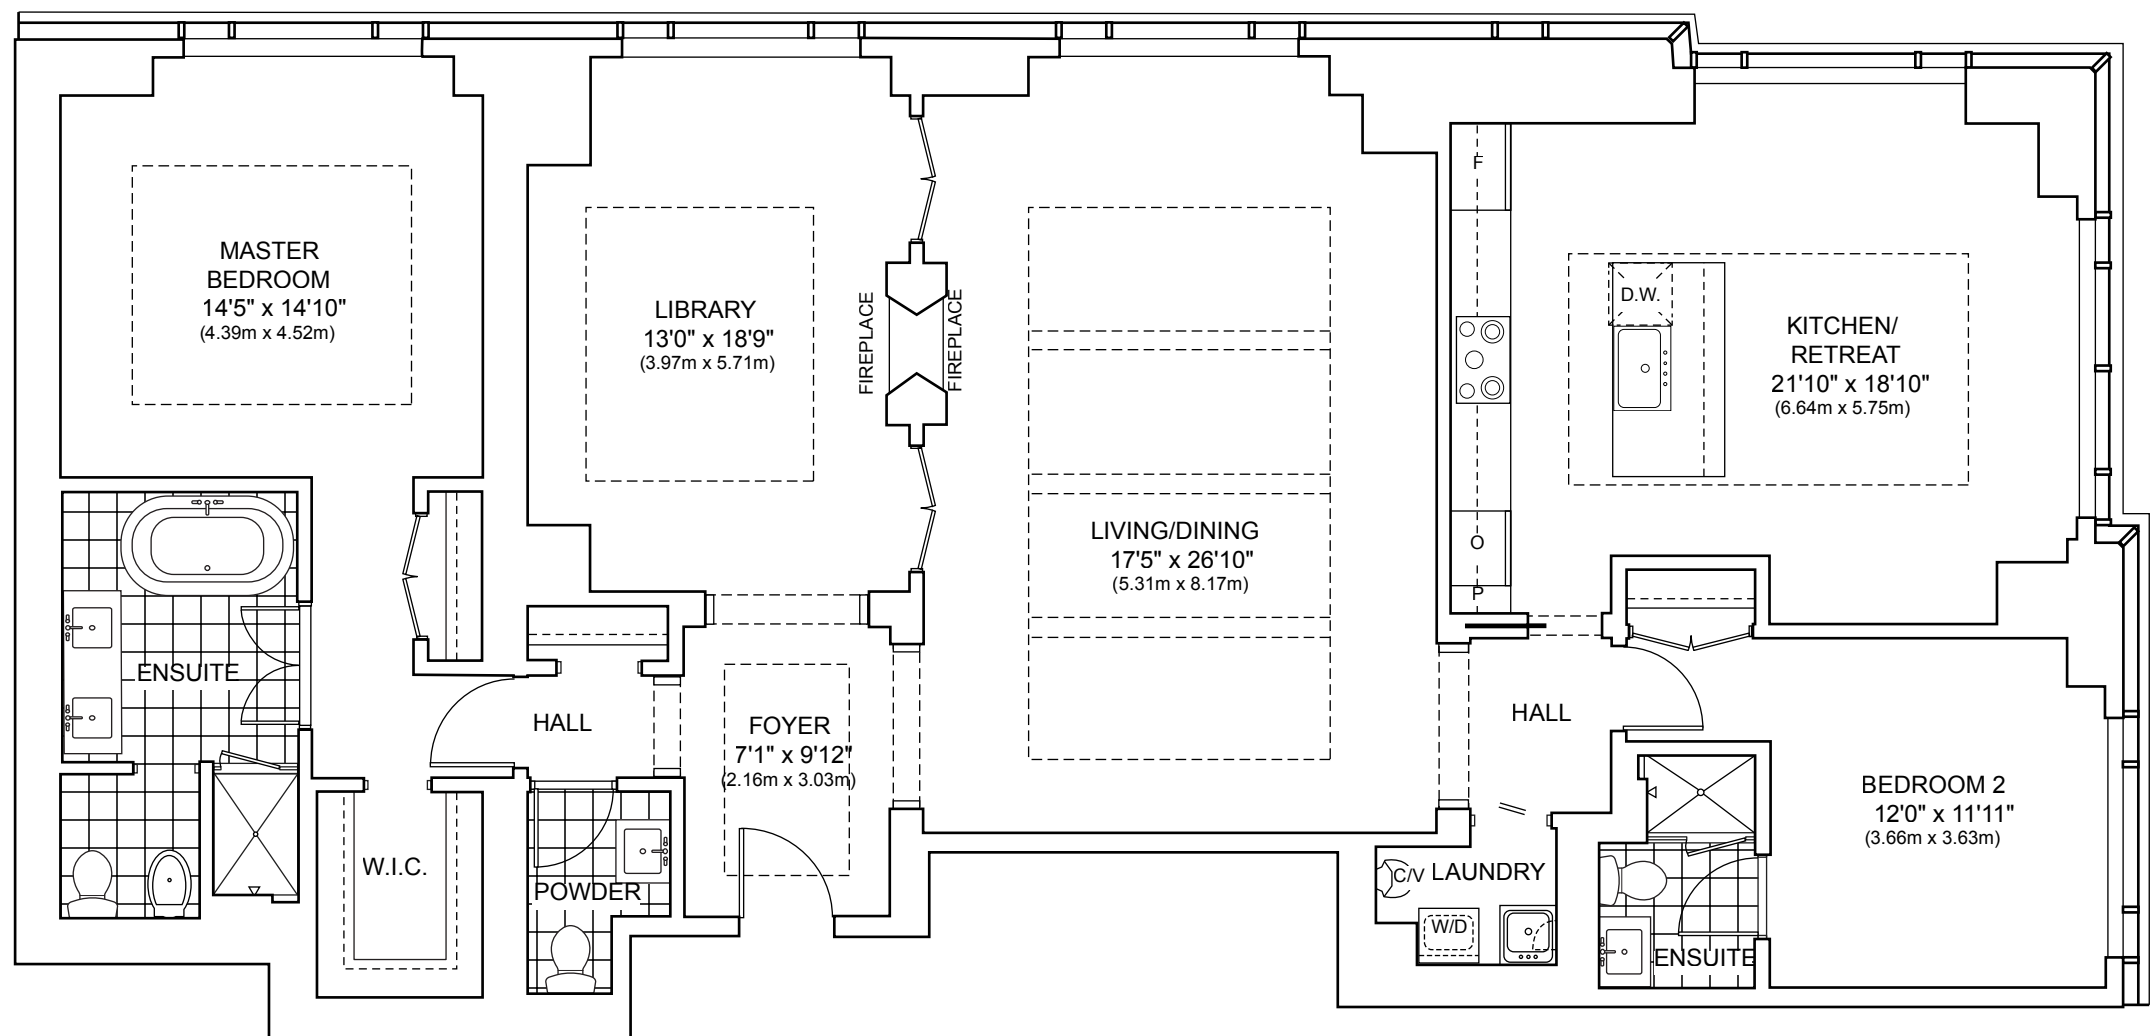 MASTER
BEDROOM
14'5" x 14'10"
(4.39m x 4.52m)
LIBRARY
13'0" x 18'9"
(3.97m x 5.71m)
FIREPLACE
FIREPLACE
LIVING/DINING
17'5" x 26'10"
(5.31m x 8.17m)
F
O
P
D.W.
KITCHEN/
RETREAT
21'10" x 18'10"
(6.64m x 5.75m)
ENSUITE
HALL
FOYER
7'1" x 9'12"
(2.16m x 3.03m)
HALL
BEDROOM 2
12'0" x 11'11"
(3.66m x 3.63m)
W.I.C.
POWDER
C/V
LAUNDRY
W/D
ENSUITE